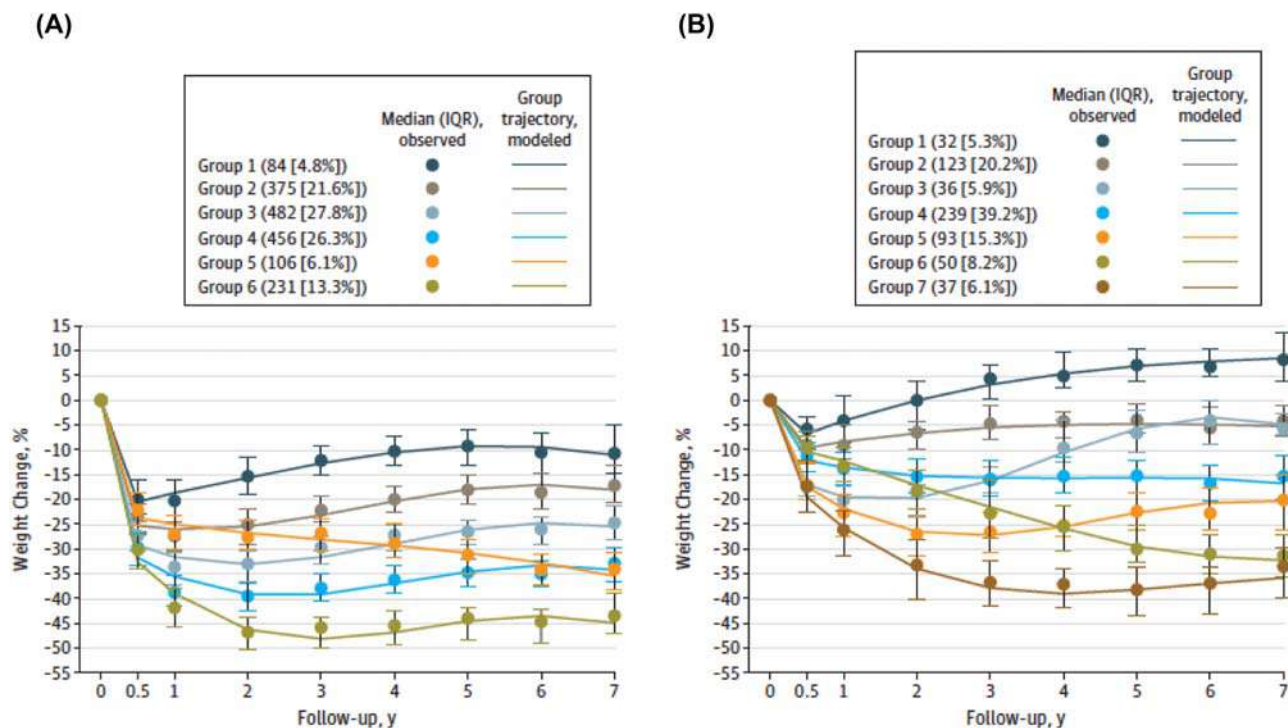 (A)
Median (IQR), observed
Group trajectory, modeled
Group 1 (84 [4.8%])
Group 2 (375 [21.6%])
Group 3 (482 [27.8%])
Group 4 (456 [26.3%])
Group 5 (106 [6.1%])
Group 6 (231 [13.3%])
15
10
5
0
-5
-10
-15
-20
-25
-30
-35
-40
-45
-50
-55
Weight Change, %
0 0.5 1 2 3 4 5 6 7
Follow-up, y
(B)
Median (IQR), observed
Group trajectory, modeled
Group 1 (32 [5.3%])
Group 2 (123 [20.2%])
Group 3 (36 [5.9%])
Group 4 (239 [39.2%])
Group 5 (93 [15.3%])
Group 6 (50 [8.2%])
Group 7 (37 [6.1%])
15
10
5
0
-5
-10
-15
-20
-25
-30
-35
-40
-45
-50
-55
Weight Change, %
0 0.5 1 2 3 4 5 6 7
Follow-up, y